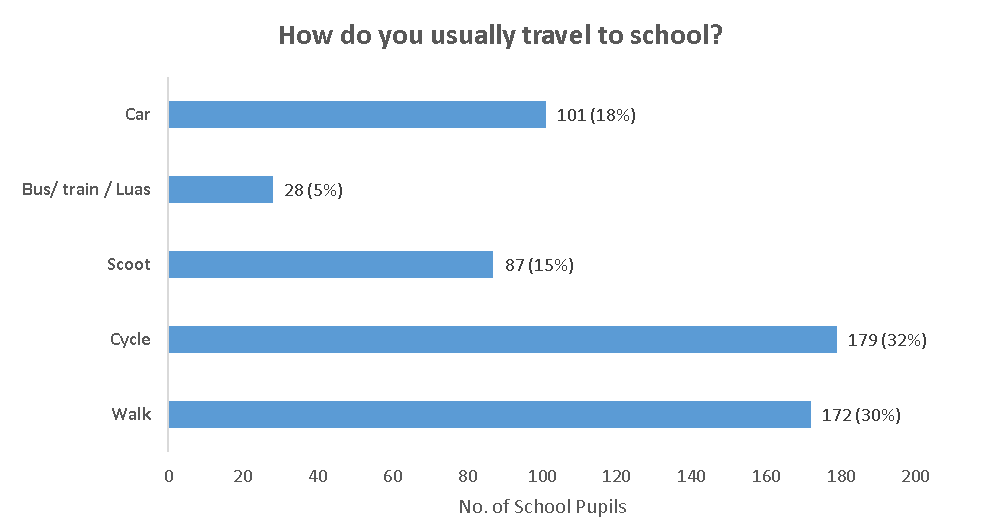 How do you usually travel to school?
Car
101 (18%)
Bus/ train / Luas
28 (5%)
Scoot
87 (15%)
Cycle
179 (32%)
Walk
172 (30%)
0 20 40 60 80 100 120 140 160 180 200
No. of School Pupils